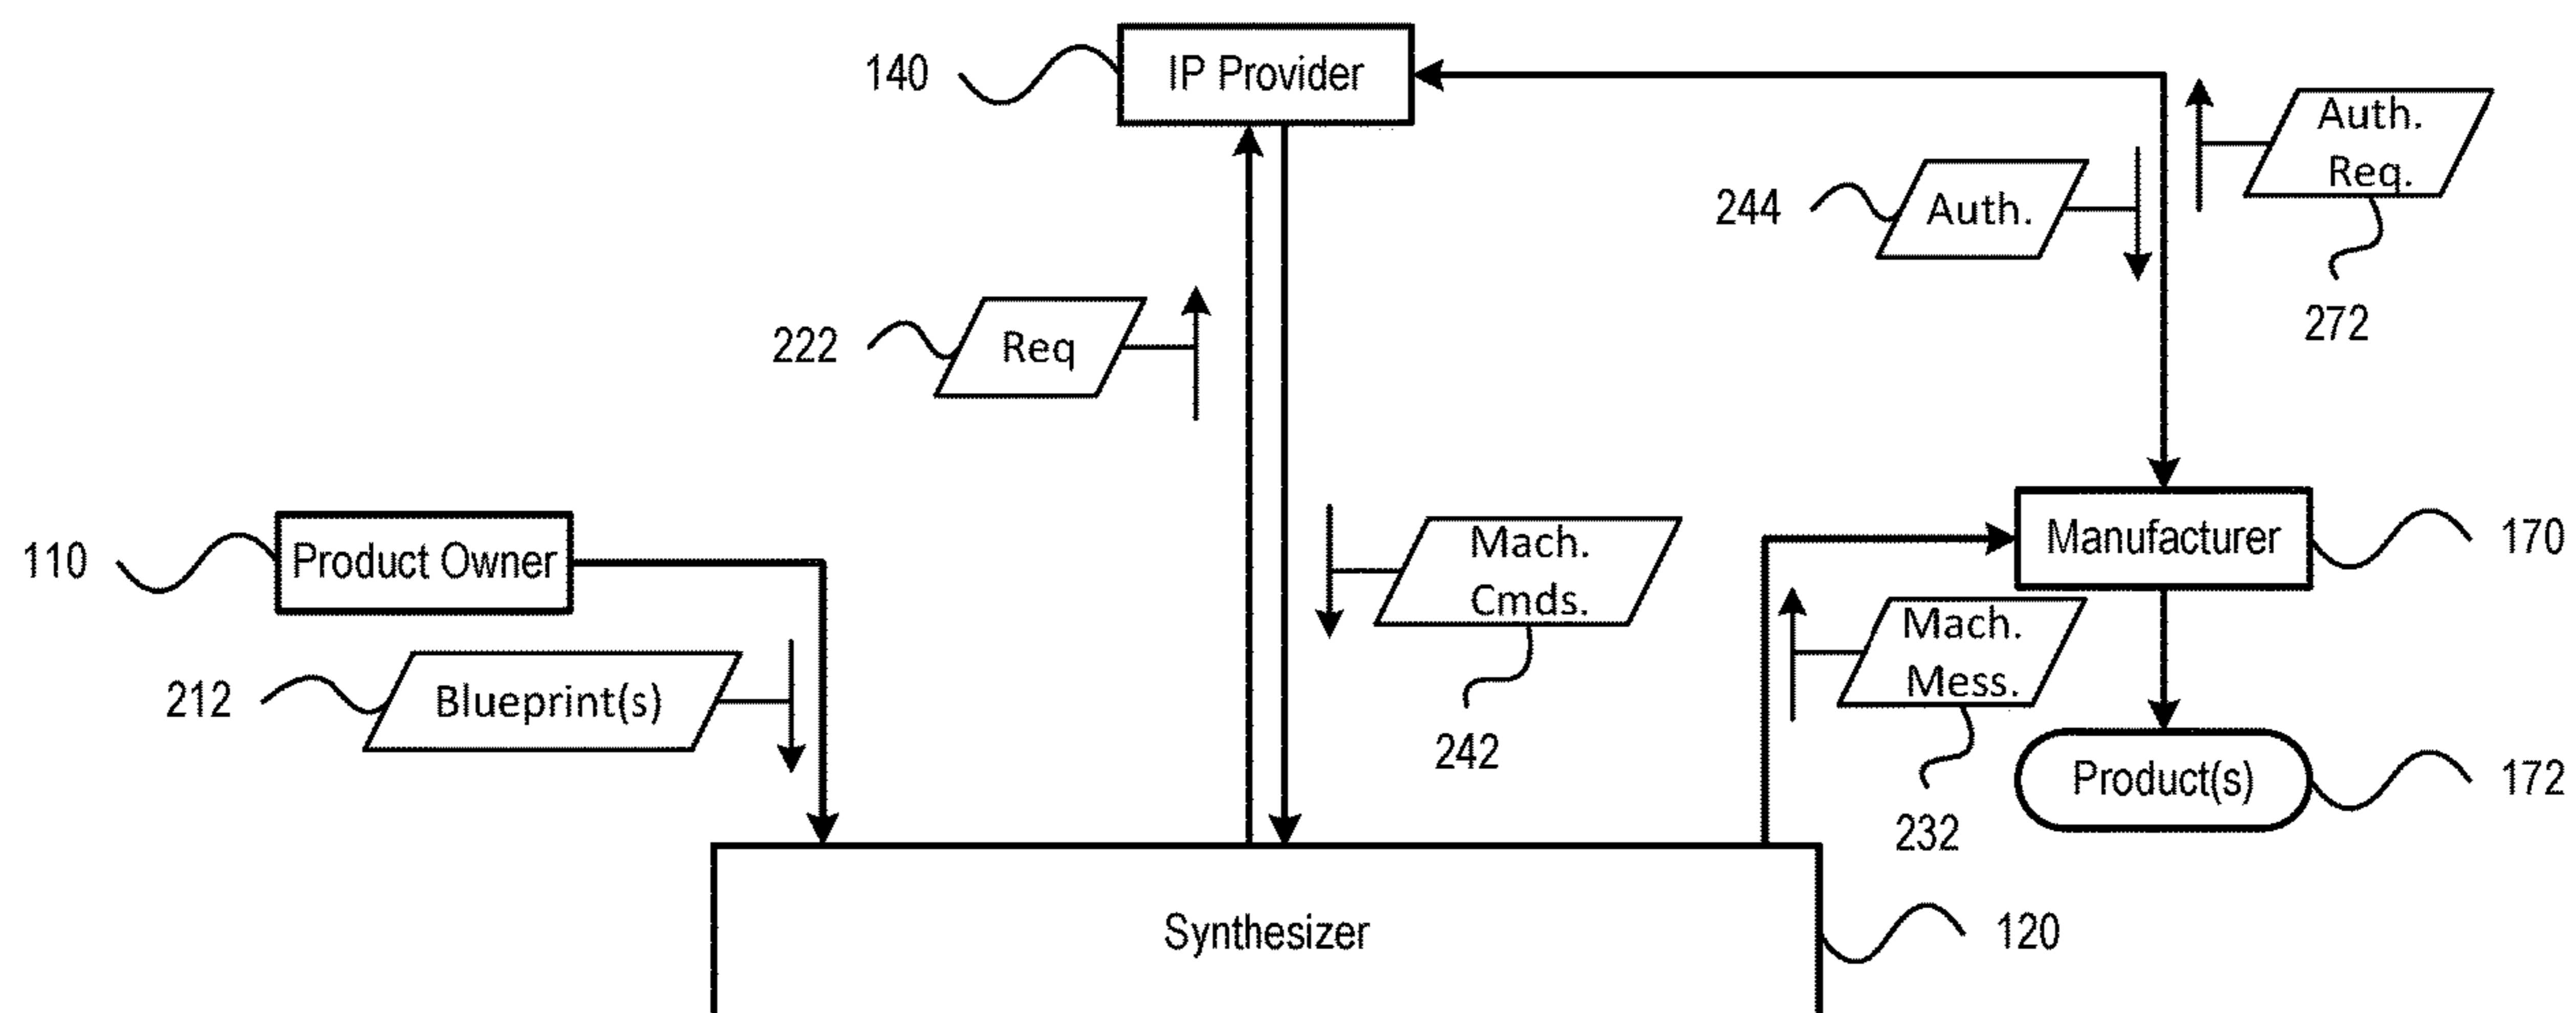 140
IP Provider
Auth.
Req.
244
Auth.
272
222
Req
110
Product Owner
Mach.
Cmds.
Manufacturer
170
212
Blueprint(s)
242
Mach.
Mess.
232
Product(s)
172
Synthesizer
120